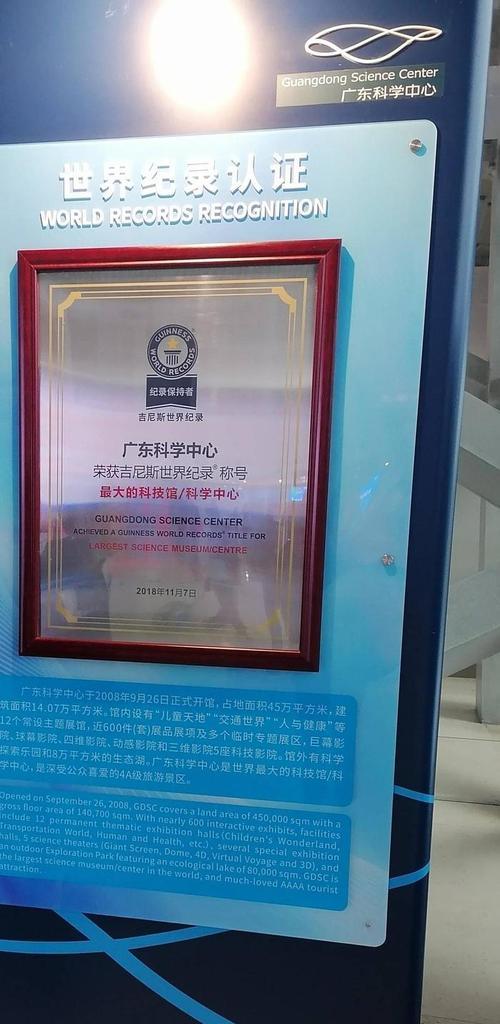 Guangdong Science Center
广东科学中心
世界纪录认证
WORLD RECORDS RECOGNITION
GUINNESS
WORLD RECORDS
纪录保持者
吉尼斯世界纪录
广东科学中心
荣获吉尼斯世界纪录®称号
最大的科技馆/科学中心
GUANGDONG SCIENCE CENTER
ACHIEVED A GUINNESS WORLD RECORDS® TITLE FOR
LARGEST SCIENCE MUSEUM/CENTRE
2018年11月7日
广东科学中心于2008年9月26日正式开馆，占地面积45万平方米，建
筑面积14.07万平方米。馆内设有“儿童天地”“交通世界”“人与健康”等
12个常设主题展馆，近600件(套)展品展项及多个临时专题展区，巨幕影
院、球幕影院、四维影院、动感影院和三维影院5座科技影院。馆外有科学
探索乐园和8万平方米的生态湖。广东科学中心是世界最大的科技馆/科
学中心，是深受公众喜爱的4A级旅游景区。
Opened on September 26, 2008, GDSC covers a land area of 450,000 sqm with a
gross floor area of 140,700 sqm. With nearly 600 interactive exhibits, facilities
include 12 permanent thematic exhibition halls (Children's Wonderland,
Transportation World, Human and Health, etc.), several special exhibition
halls, 5 science theaters (Giant Screen, Dome, 4D, Virtual Voyage and 3D), and
an outdoor Exploration Park featuring an ecological lake of 80,000 sqm. GDSC is
the largest science museum/center in the world, and much-loved AAAA tourist
attraction.